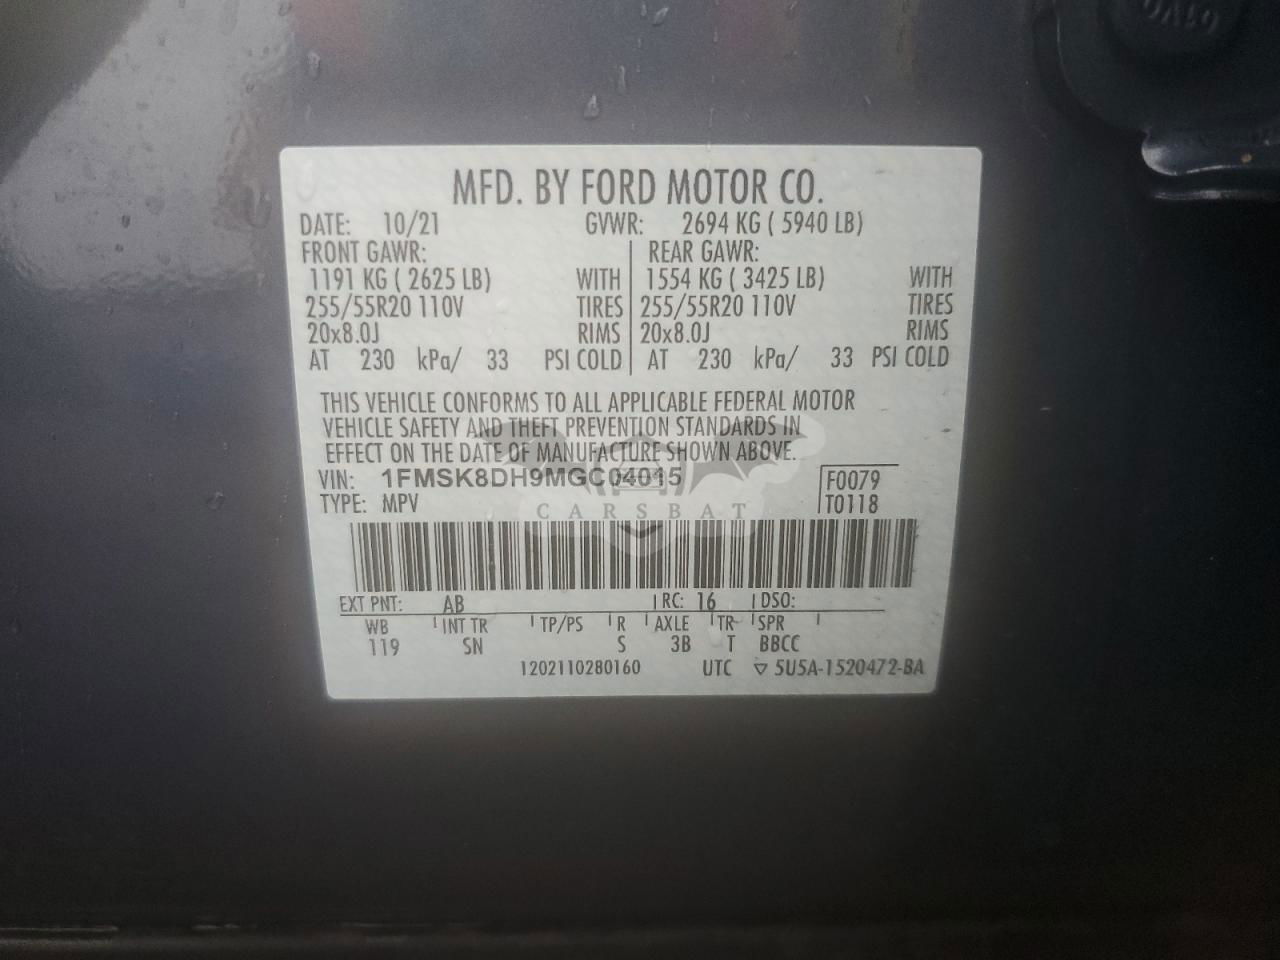 MFD. BY FORD MOTOR CO.
DATE: 10/21 GVWR: 2694 KG ( 5940 LB)
FRONT GAWR: REAR GAWR:
1191 KG ( 2625 LB) WITH 1554 KG ( 3425 LB) WITH
255/55R20 110V TIRES 255/55R20 110V TIRES
20x8.0J RIMS 20x8.0J RIMS
AT 230 kPa/ 33 PSI COLD AT 230 kPa/ 33 PSI COLD
THIS VEHICLE CONFORMS TO ALL APPLICABLE FEDERAL MOTOR
VEHICLE SAFETY AND THEFT PREVENTION STANDARDS IN
EFFECT ON THE DATE OF MANUFACTURE SHOWN ABOVE.
VIN: 1FMSK8DH9MGC04015 F0079
TYPE: MPV T0118
CARSBAT
EXT PNT: AB RC: 16 DSO:
WB INT TR TP/PS R AXLE TR SPR
119 SN S 3B T BBCC
1202110280160 UTC ▽ 5U5A-1520472-BA